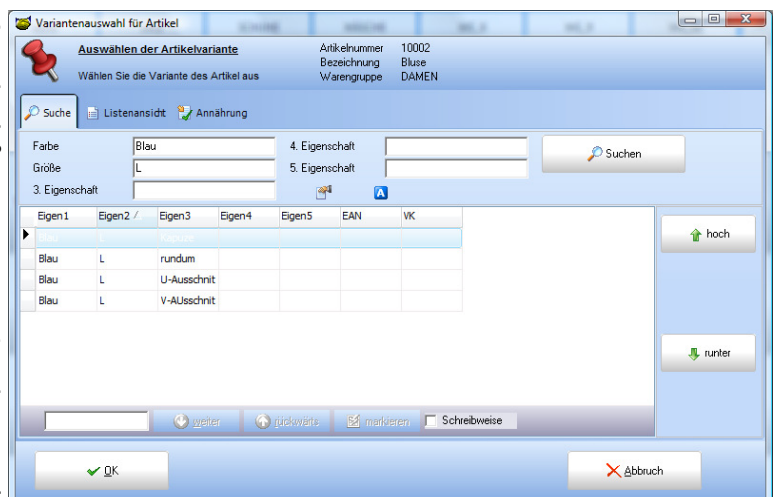 Variantenauswahl für Artikel
Auswählen der Artikelvariante
Wählen Sie die Variante des Artikel aus
Artikelnummer 10002
Bezeichnung Bluse
Warengruppe DAMEN
Suche Listenansicht Annährung
Farbe Blau 4. Eigenschaft
Größe L 5. Eigenschaft
3. Eigenschaft
Suchen
A
Eigen1 Eigen2 Eigen3 Eigen4 Eigen5 EAN VK
Blau L Kapuze
Blau L rundum
Blau L U-Ausschnit
Blau L V-AUsschnit
hoch
runter
weiter rückwärts markieren Schreibweise
OK Abbruch